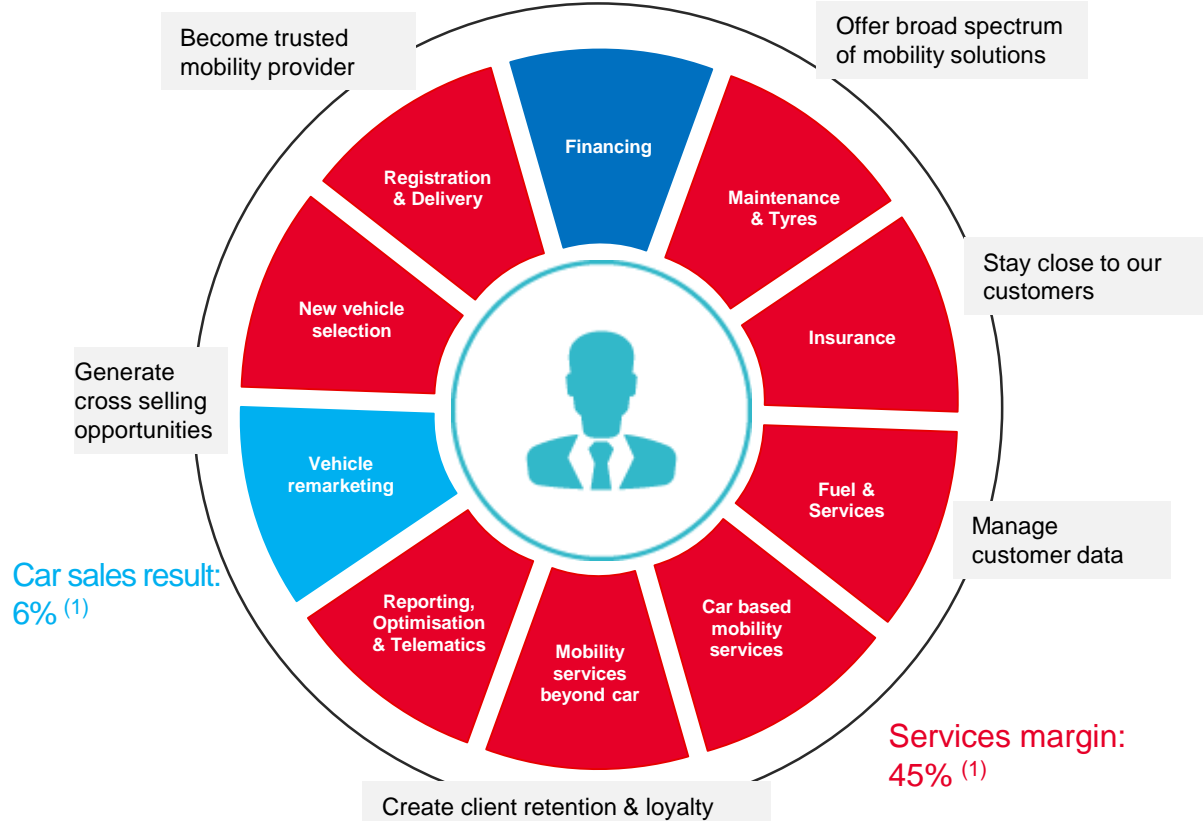 Become trusted
mobility provider
Offer broad spectrum
of mobility solutions
Financing
Registration
& Delivery
Maintenance
& Tyres
Stay close to our
customers
New vehicle
selection
Insurance
Generate
cross selling
opportunities
Vehicle
remarketing
Fuel &
Services
Manage
customer data
Car sales result:
6% (1)
Reporting,
Optimisation
& Telematics
Mobility
services
beyond car
Car based
mobility
services
Services margin:
45% (1)
Create client retention & loyalty